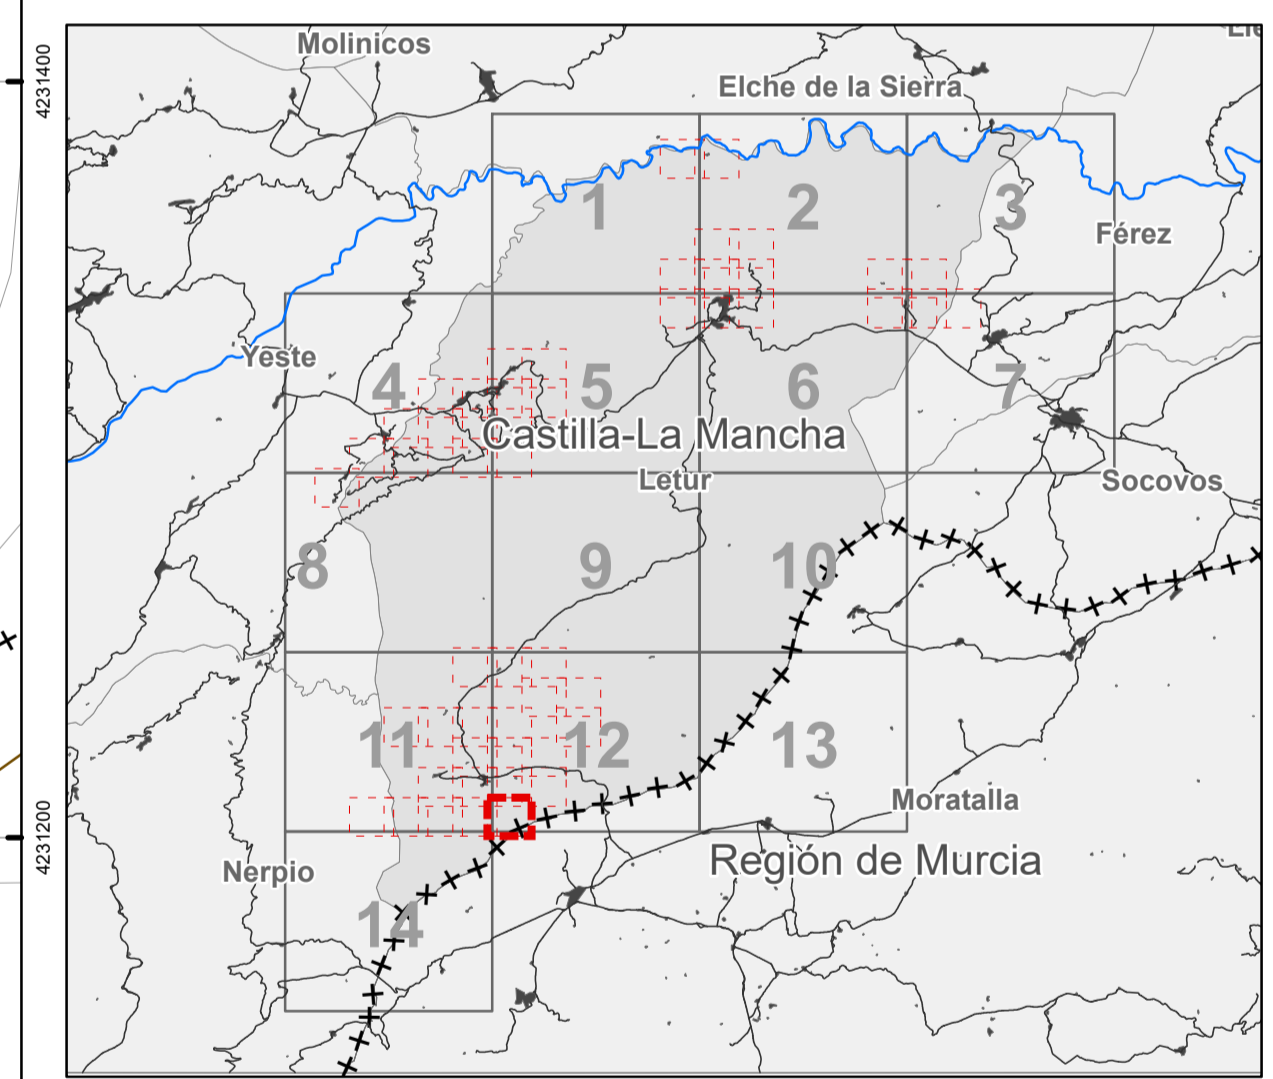 4231400
Molinicos
Elche de la Sierra
1
2
3
Férez
Yeste
4
5
6
7
Castilla-La Mancha
Letur
Socovos
8
9
10
11
12
13
4231200
Moratalla
Región de Murcia
Nerpio
14